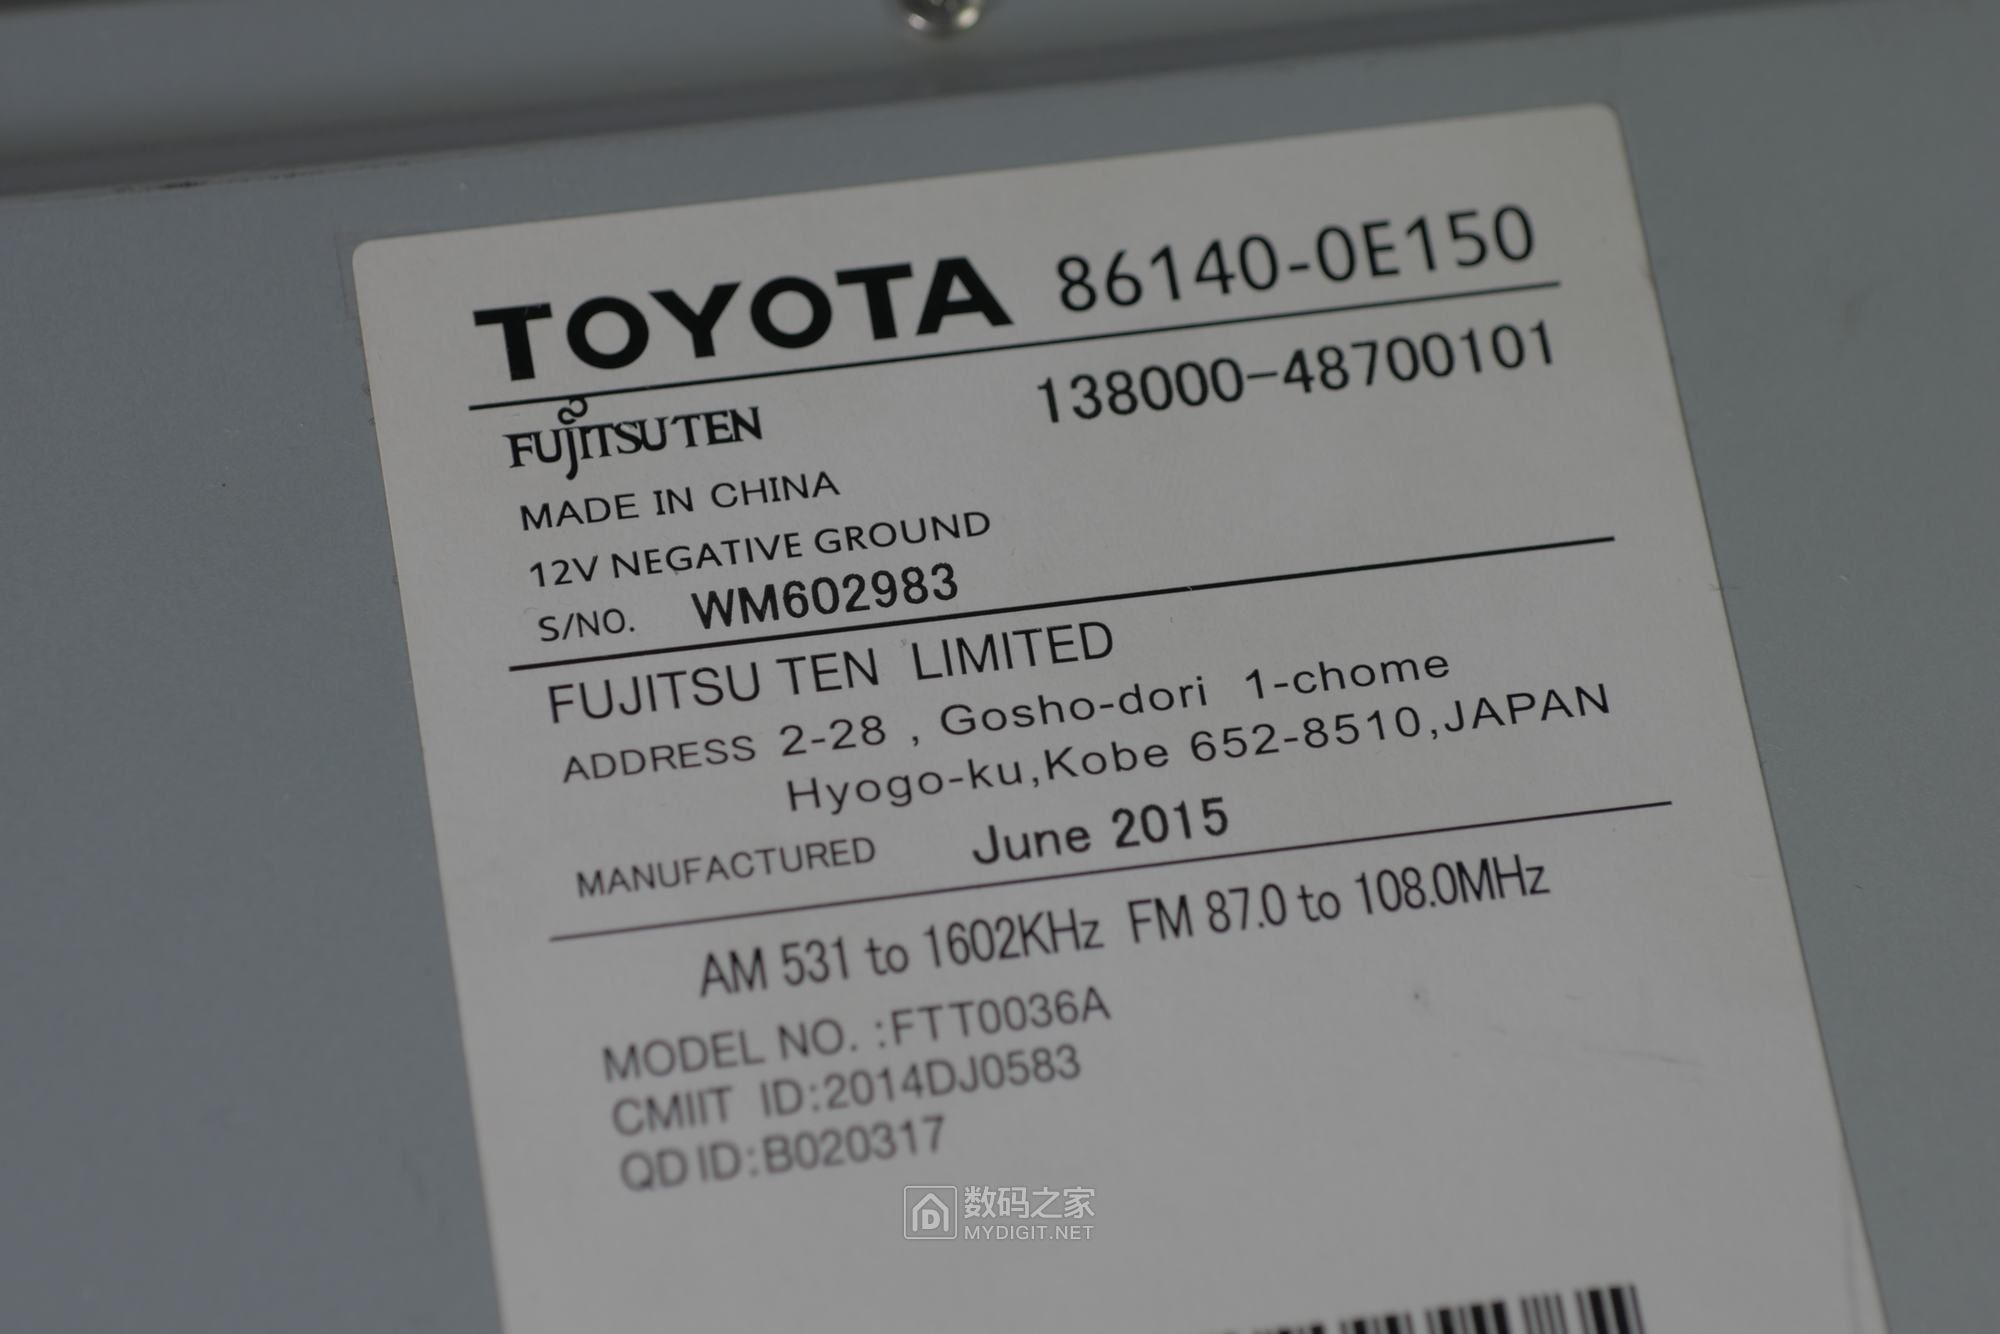 TOYOTA 86140-0E150
FUJITSU TEN 138000-48700101
MADE IN CHINA
12V NEGATIVE GROUND
S/NO. WM602983
FUJITSU TEN LIMITED
ADDRESS 2-28 , Gosho-dori 1-chome
Hyogo-ku,Kobe 652-8510,JAPAN
MANUFACTURED June 2015
AM 531 to 1602KHz FM 87.0 to 108.0MHz
MODEL NO. :FTT0036A
CMIIT ID:2014DJ0583
QD ID:B020317
数码之家
MYDIGIT.NET